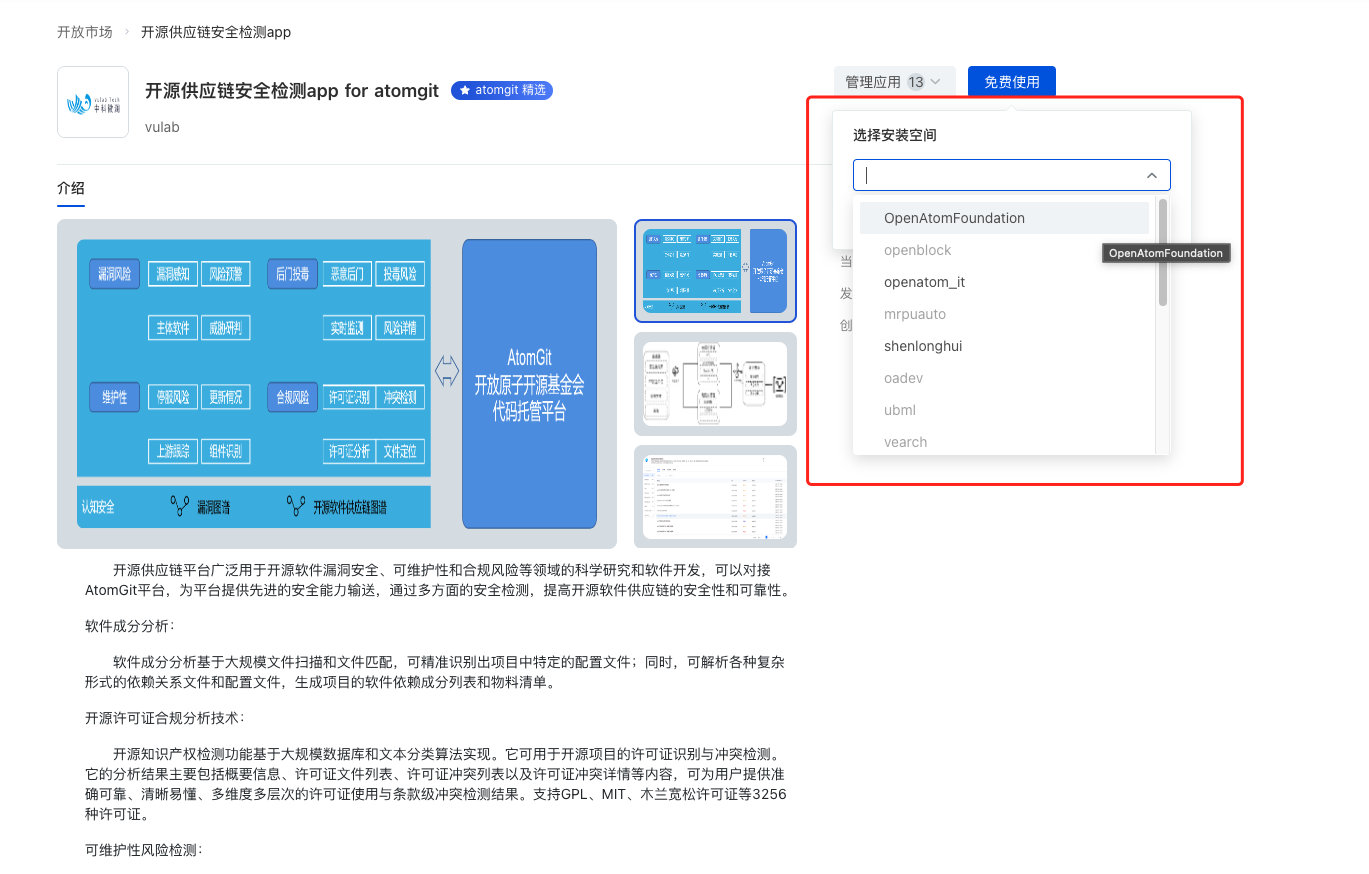 开放市场 › 开源供应链安全检测app
Vulab Tech
中科微澜
开源供应链安全检测app for atomgit
atomgit 精选
vulab
管理应用 13
免费使用
选择安装空间
OpenAtomFoundation
openblock
OpenAtomFoundation
openatom_it
mrpuauto
shenlonghui
oadev
ubml
vearch
当
发
创
介绍
漏洞风险 漏洞感知 风险预警 后门投毒 恶意后门 投毒风险
主体软件 威胁研判 实时监测 风险详情
维护性 停服风险 更新情况 合规风险 许可证识别 冲突检测
上游跟踪 组件识别 许可证分析 文件定位
认知安全 漏洞图谱 开源软件供应链图谱
AtomGit
开放原子开源基金会
代码托管平台
开源供应链平台广泛用于开源软件漏洞安全、可维护性和合规风险等领域的科学研究和软件开发，可以对接
AtomGit平台，为平台提供先进的安全能力输送，通过多方面的安全检测，提高开源软件供应链的安全性和可靠性。
软件成分分析：
软件成分分析基于大规模文件扫描和文件匹配，可精准识别出项目中特定的配置文件；同时，可解析各种复杂
形式的依赖关系文件和配置文件，生成项目的软件依赖成分列表和物料清单。
开源许可证合规分析技术：
开源知识产权检测功能基于大规模数据库和文本分类算法实现。它可用于开源项目的许可证识别与冲突检测。
它的分析结果主要包括概要信息、许可证文件列表、许可证冲突列表以及许可证冲突详情等内容，可为用户提供准
确可靠、清晰易懂、多维度多层次的许可证使用与条款级冲突检测结果。支持GPL、MIT、木兰宽松许可证等3256
种许可证。
可维护性风险检测：